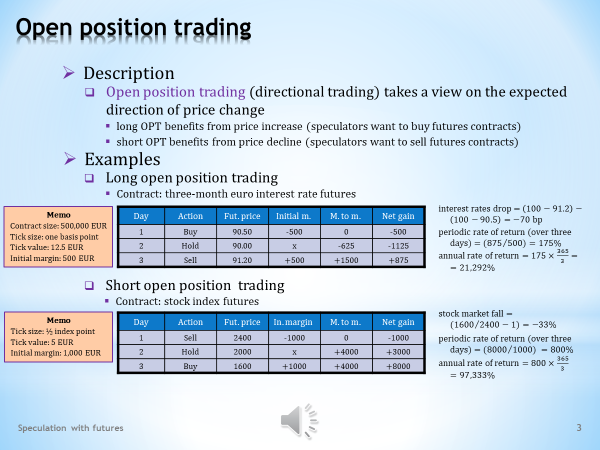 Open position trading
Description
Open position trading (directional trading) takes a view on the expected
direction of price change
long OPT benefits from price increase (speculators want to buy futures contracts)
short OPT benefits from price decline (speculators want to sell futures contracts)
Examples
Long open position trading
Contract: three-month euro interest rate futures
Memo
Contract size: 500,000 EUR
Tick size: one basis point
Tick value: 12.5 EUR
Initial margin: 500 EUR
Day Action Fut. price Initial m. M. to m. Net gain
1 Buy 90.50 -500 0 -500
2 Hold 90.00 x -625 -1125
3 Sell 91.20 +500 +1500 +875
interest rates drop = (100 − 91.2) −
(100 − 90.5) = −70 bp
periodic rate of return (over three
days) = (875/500) = 175%
annual rate of return = 175 × 365/3 =
= 21,292%
Short open position trading
Contract: stock index futures
Memo
Tick size: ½ index point
Tick value: 5 EUR
Initial margin: 1,000 EUR
Day Action Fut. price In.margin M. to m. Net gain
1 Sell 2400 -1000 0 -1000
2 Hold 2000 x +4000 +3000
3 Buy 1600 +1000 +4000 +8000
stock market fall =
(1600/2400 − 1) = −33%
periodic rate of return (over three
days) = (8000/1000) = 800%
annual rate of return = 800 × 365/3
= 97,333%
Speculation with futures
3